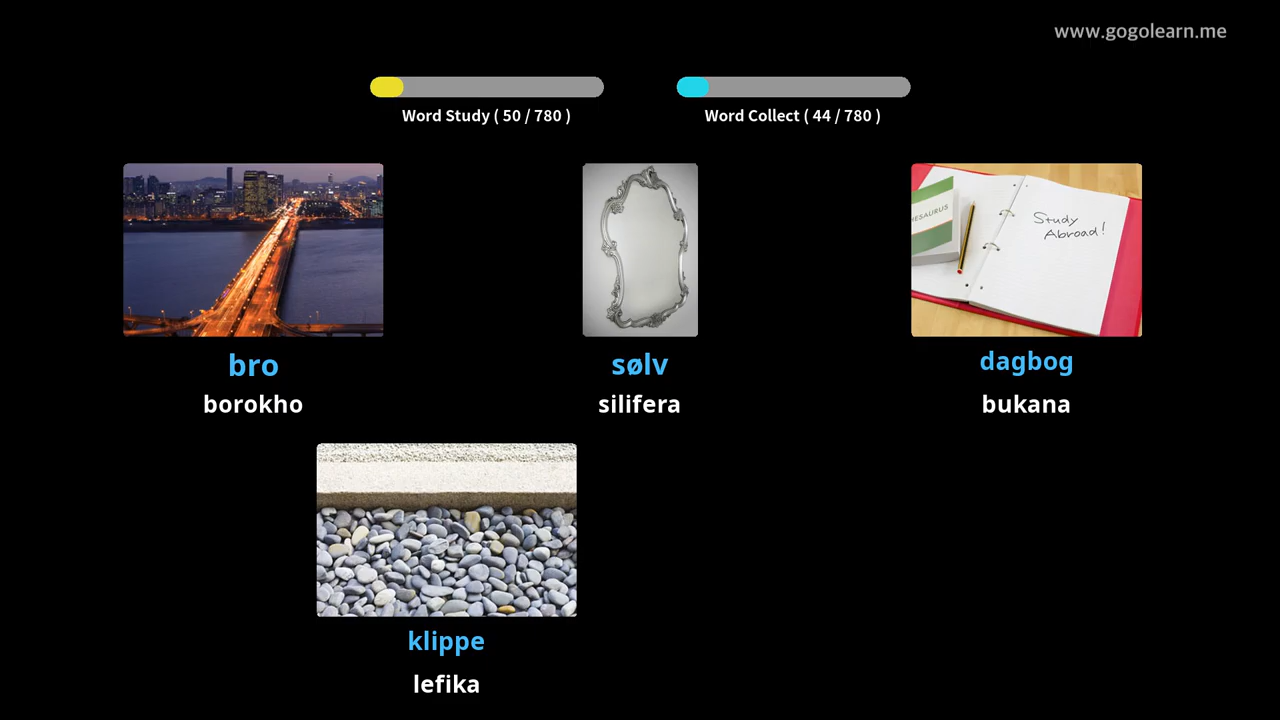 www.gogolearn.me
Word Study ( 50 / 780 )
Word Collect ( 44 / 780 )
THESAURUS
Study
Abroad!
bro
sølv
dagbog
borokho
silifera
bukana
klippe
lefika